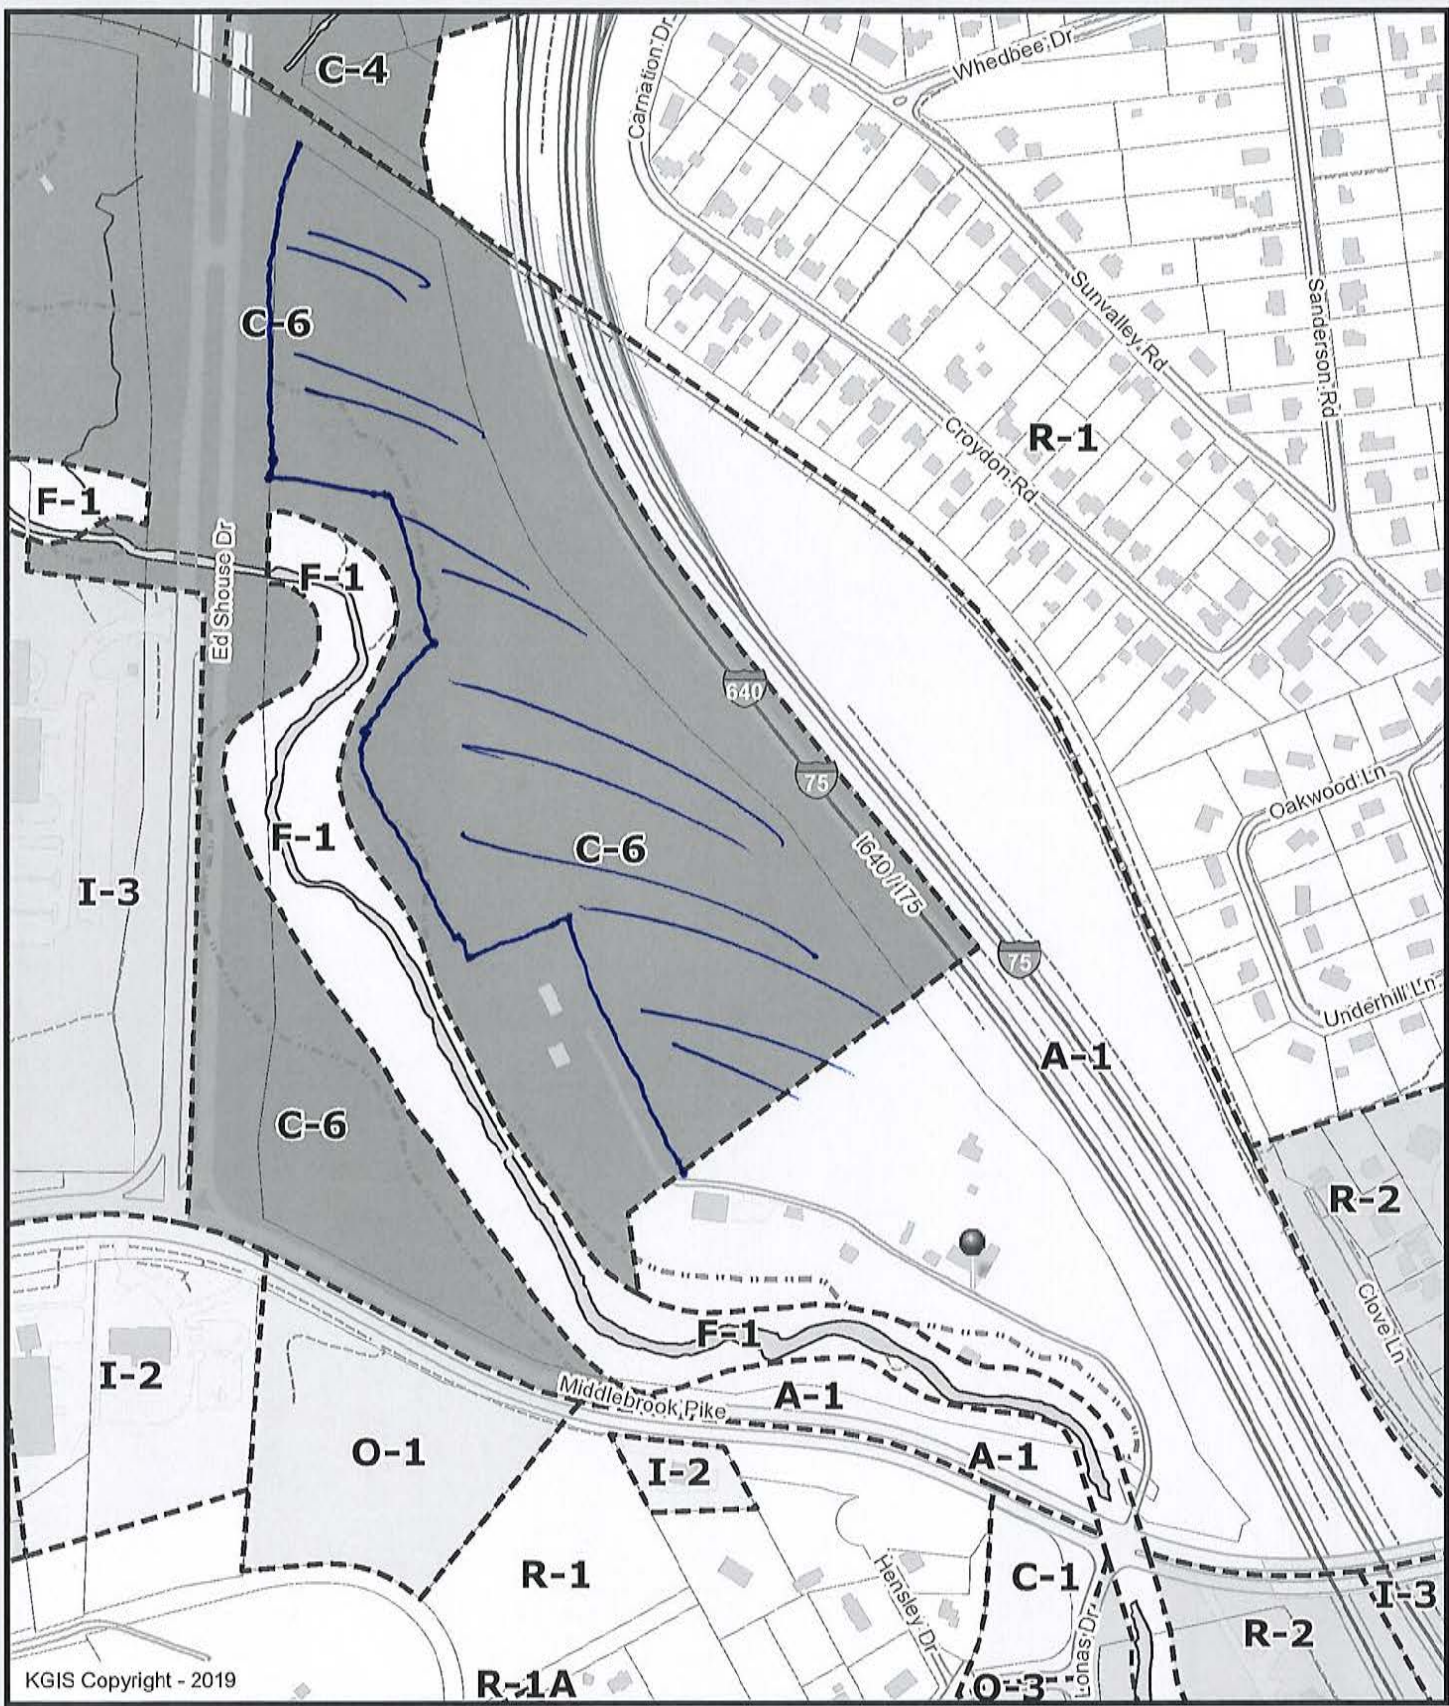 C-4
Carnation Dr
Whedbee Dr
C-6
Sunvalley Rd
Sanderson Rd
R-1
Croydon Rd
F-1
Ed Shouse Dr
F-1
640
75
Oakwood Ln
F-1
C-6
I640 / I75
I-3
75
Underhill Ln
A-1
C-6
R-2
Clove Ln
F-1
I-2
Middlebrook Pike
A-1
O-1
A-1
I-2
R-1
Hensley Dr
C-1
I-3
Lonas Dr
R-2
KGIS Copyright - 2019
R-1A
O-3